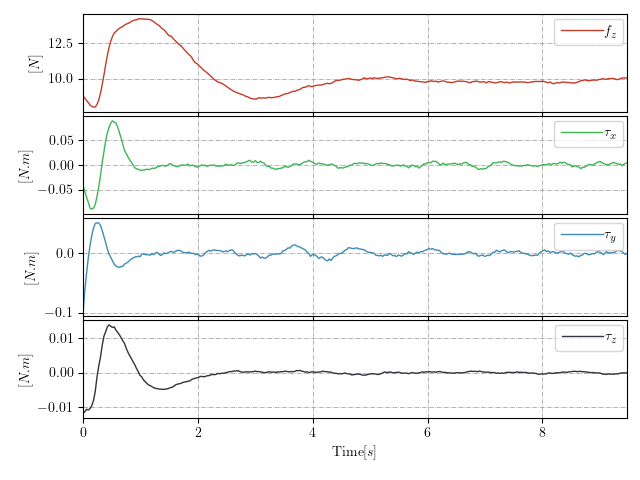 12.5
10.0
[N]
f_z
0.05
0.00
−0.05
[N.m]
τ_x
0.0
−0.1
[N.m]
τ_y
0.01
0.00
−0.01
[N.m]
τ_z
0 2 4 6 8
Time[s]